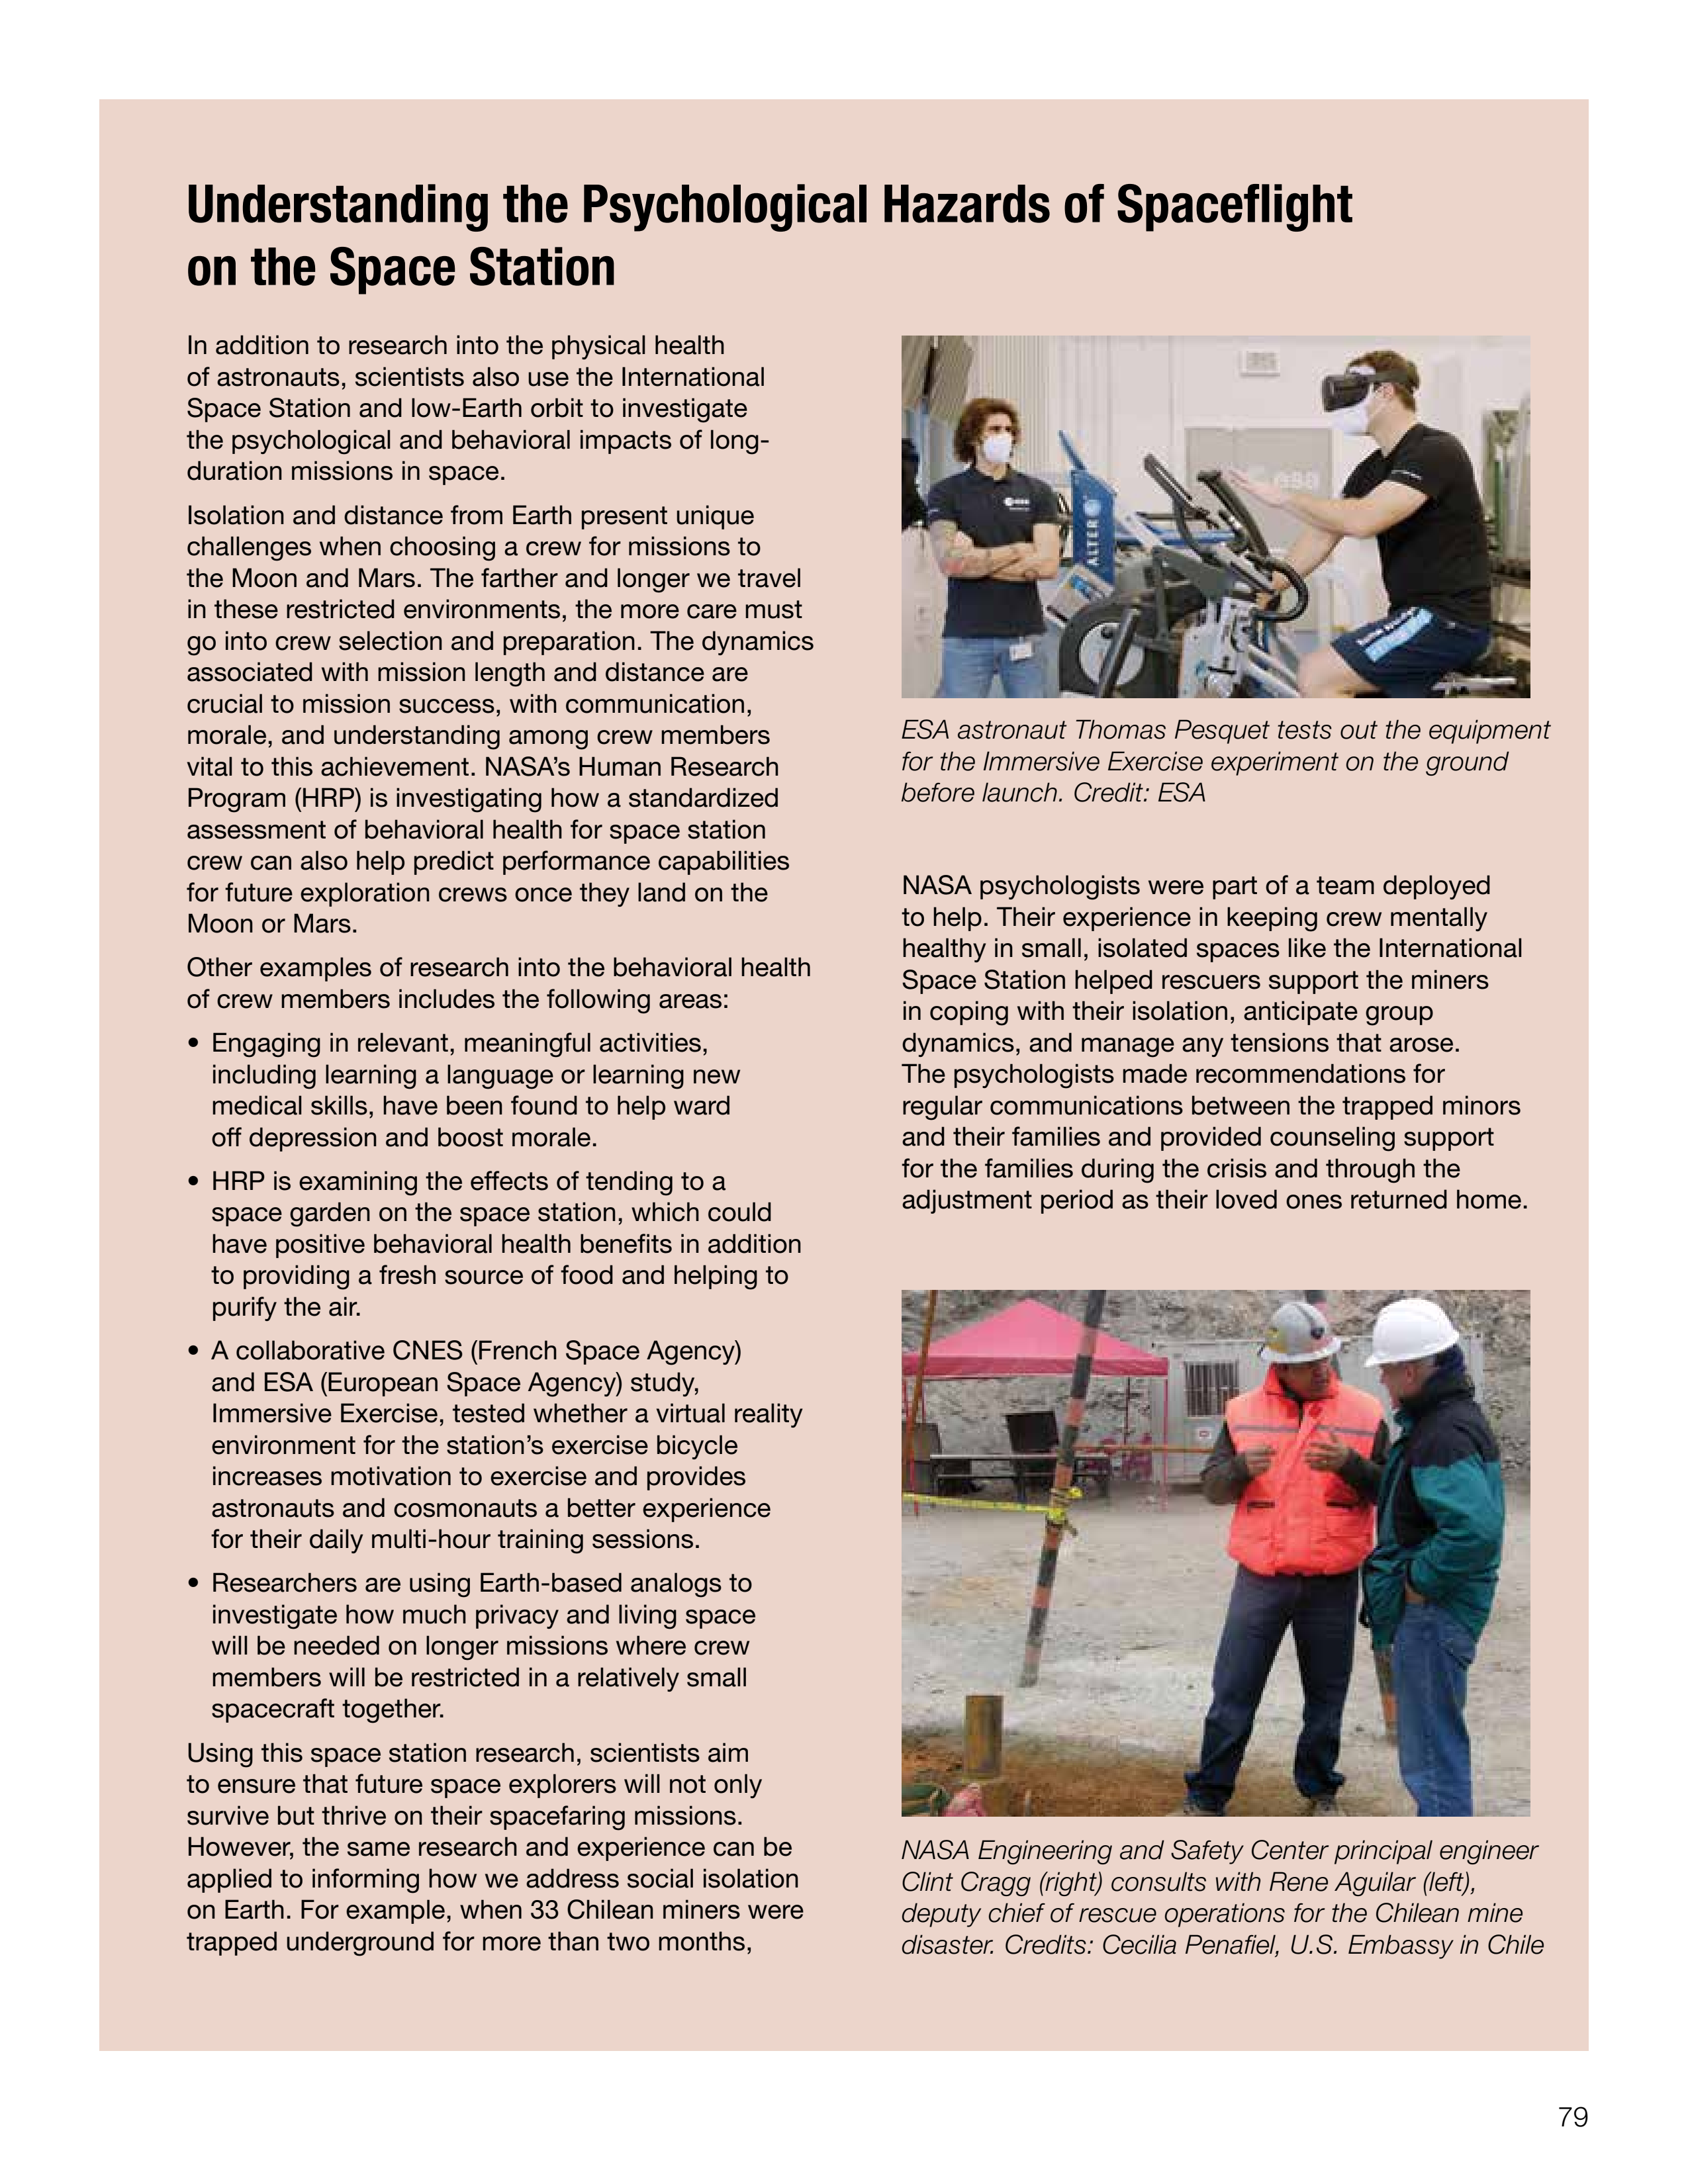 Understanding the Psychological Hazards of Spaceflight
on the Space Station
In addition to research into the physical health
of astronauts, scientists also use the International
Space Station and low-Earth orbit to investigate
the psychological and behavioral impacts of long-
duration missions in space.
Isolation and distance from Earth present unique
challenges when choosing a crew for missions to
the Moon and Mars. The farther and longer we travel
in these restricted environments, the more care must
go into crew selection and preparation. The dynamics
associated with mission length and distance are
crucial to mission success, with communication,
morale, and understanding among crew members
vital to this achievement. NASA’s Human Research
Program (HRP) is investigating how a standardized
assessment of behavioral health for space station
crew can also help predict performance capabilities
for future exploration crews once they land on the
Moon or Mars.
Other examples of research into the behavioral health
of crew members includes the following areas:
• Engaging in relevant, meaningful activities,
including learning a language or learning new
medical skills, have been found to help ward
off depression and boost morale.
• HRP is examining the effects of tending to a
space garden on the space station, which could
have positive behavioral health benefits in addition
to providing a fresh source of food and helping to
purify the air.
• A collaborative CNES (French Space Agency)
and ESA (European Space Agency) study,
Immersive Exercise, tested whether a virtual reality
environment for the station’s exercise bicycle
increases motivation to exercise and provides
astronauts and cosmonauts a better experience
for their daily multi-hour training sessions.
• Researchers are using Earth-based analogs to
investigate how much privacy and living space
will be needed on longer missions where crew
members will be restricted in a relatively small
spacecraft together.
Using this space station research, scientists aim
to ensure that future space explorers will not only
survive but thrive on their spacefaring missions.
However, the same research and experience can be
applied to informing how we address social isolation
on Earth. For example, when 33 Chilean miners were
trapped underground for more than two months,
esa
ALTER
esa
ESA astronaut Thomas Pesquet tests out the equipment
for the Immersive Exercise experiment on the ground
before launch. Credit: ESA
NASA psychologists were part of a team deployed
to help. Their experience in keeping crew mentally
healthy in small, isolated spaces like the International
Space Station helped rescuers support the miners
in coping with their isolation, anticipate group
dynamics, and manage any tensions that arose.
The psychologists made recommendations for
regular communications between the trapped minors
and their families and provided counseling support
for the families during the crisis and through the
adjustment period as their loved ones returned home.
NASA Engineering and Safety Center principal engineer
Clint Cragg (right) consults with Rene Aguilar (left),
deputy chief of rescue operations for the Chilean mine
disaster. Credits: Cecilia Penafiel, U.S. Embassy in Chile
79